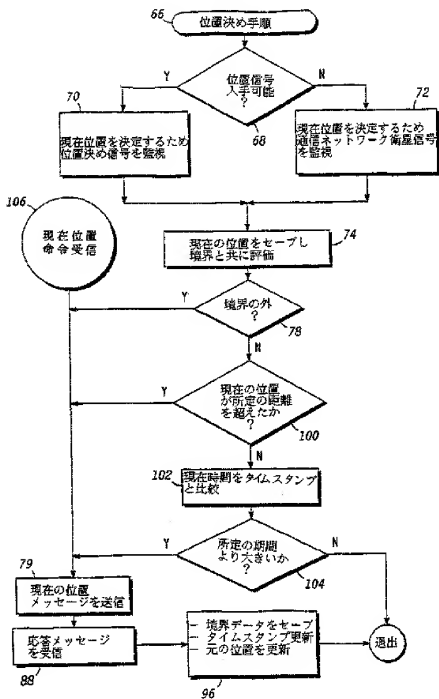 66
位置決め手順
Y
位置信号
入手可能
?
N
68
70
現在位置を決定するため
位置決め信号を監視
72
現在位置を決定するため
通信ネットワーク衛星信号
を監視
106
現在位置
命令受信
現在の位置をセーブし
境界と共に評価
74
Y
境界の外
?
78
N
Y
現在の位置
が所定の距離
を超えたか
?
100
N
102
現在時間をタイムスタンプ
と比較
Y
所定の期間
より大きいか
?
N
104
79
現在の位置
メッセージを送信
応答メッセージ
を受信
88
― 境界データをセーブ
― タイムスタンプ更新
― 元の位置を更新
96
退出